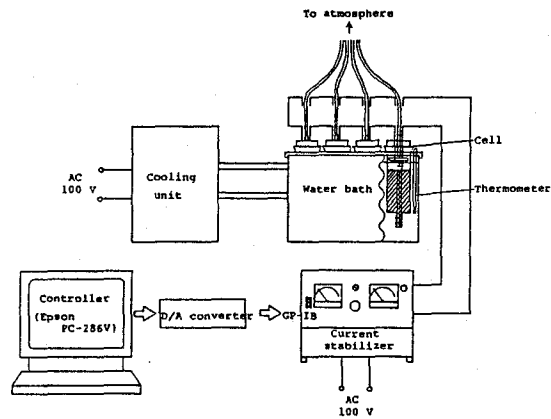 To atmosphere
Cell
AC
100 V
Cooling
unit
Water bath
Thermometer
Controller
(Epson
PC-286V)
D/A converter
GP-IB
Current
stabilizer
AC
100 V